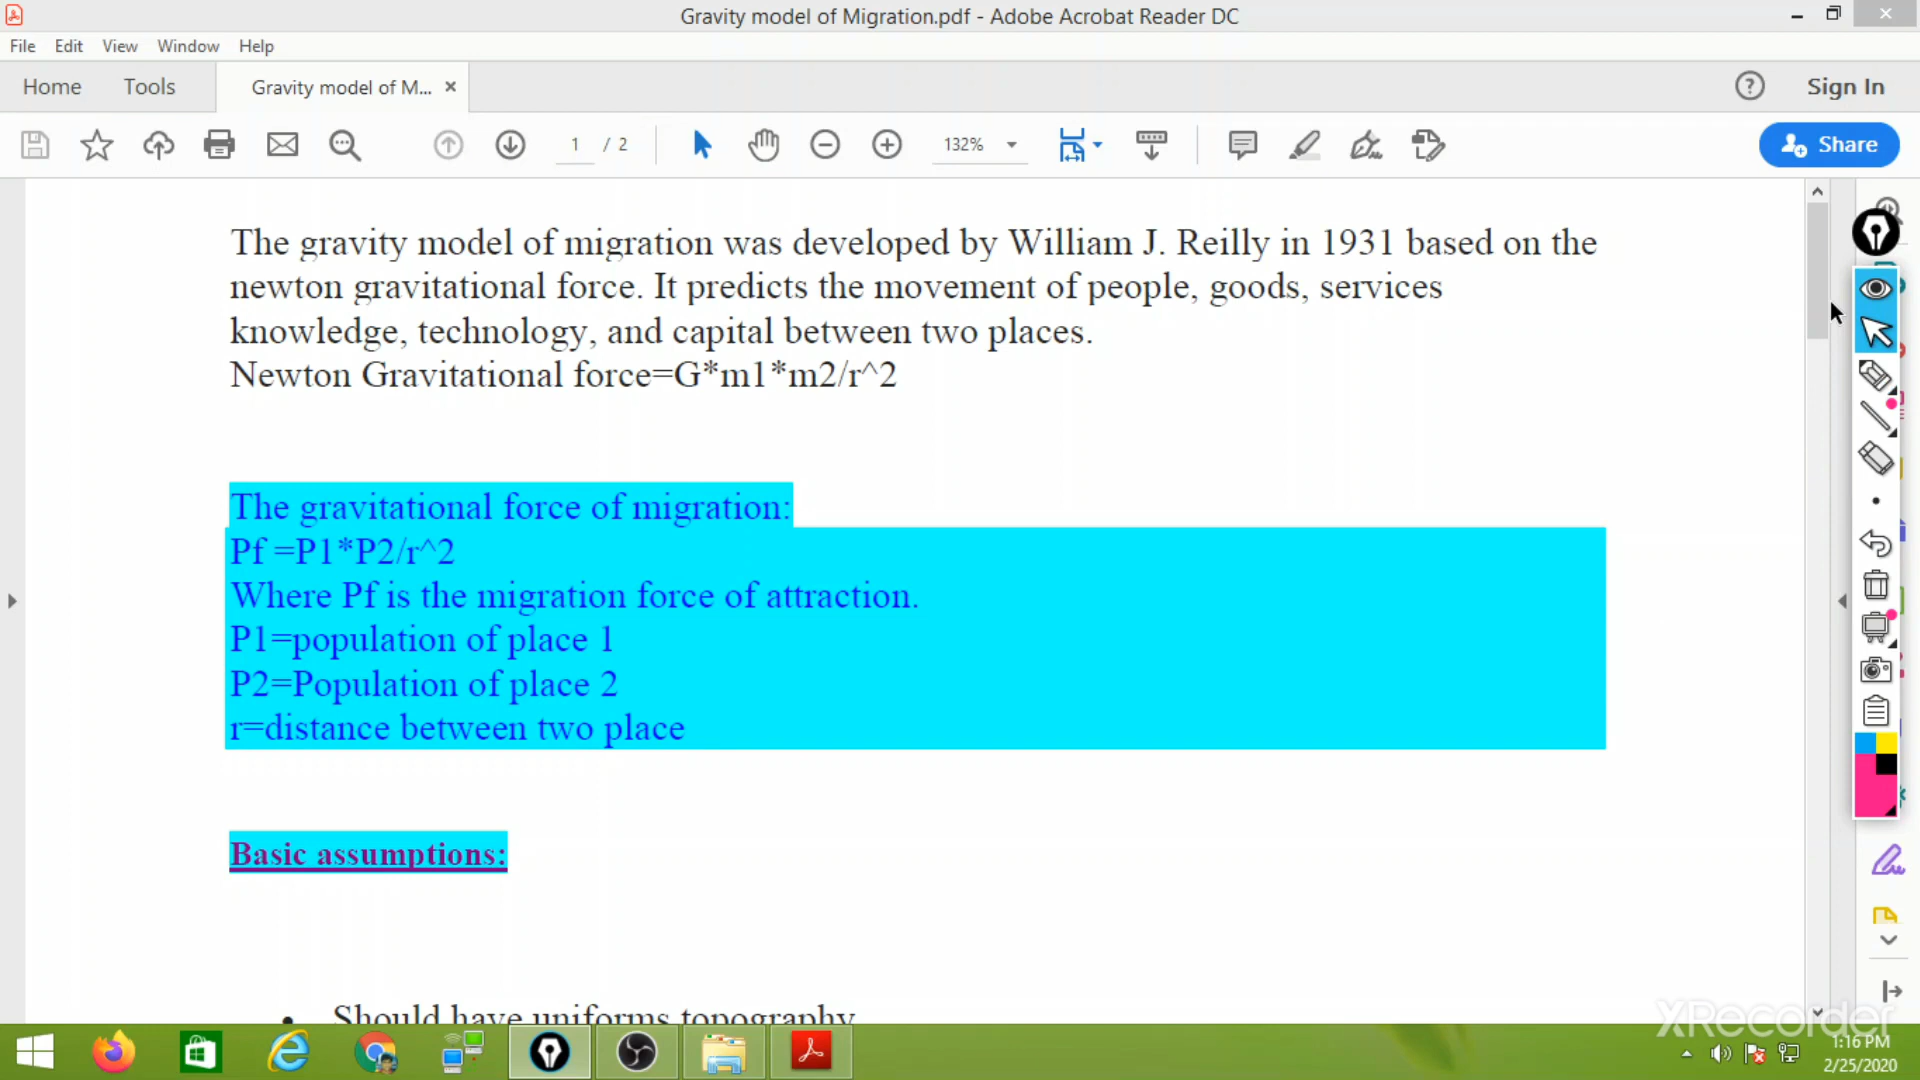 Gravity model of Migration.pdf - Adobe Acrobat Reader DC
File Edit View Window Help
Home Tools Gravity model of M... × Sign In
1 / 2 132% Share
The gravity model of migration was developed by William J. Reilly in 1931 based on the
newton gravitational force. It predicts the movement of people, goods, services
knowledge, technology, and capital between two places.
Newton Gravitational force=G*m1*m2/r^2
The gravitational force of migration:
Pf =P1*P2/r^2
Where Pf is the migration force of attraction.
P1=population of place 1
P2=Population of place 2
r=distance between two place
Basic assumptions:
• Should have uniforms topography
XRecorder
1:16 PM
2/25/2020